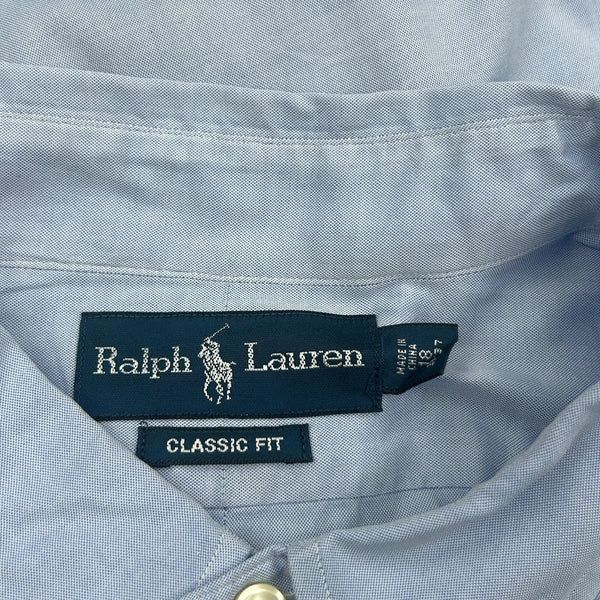 Ralph Lauren
MADE IN
CHINA
18
37
CLASSIC FIT